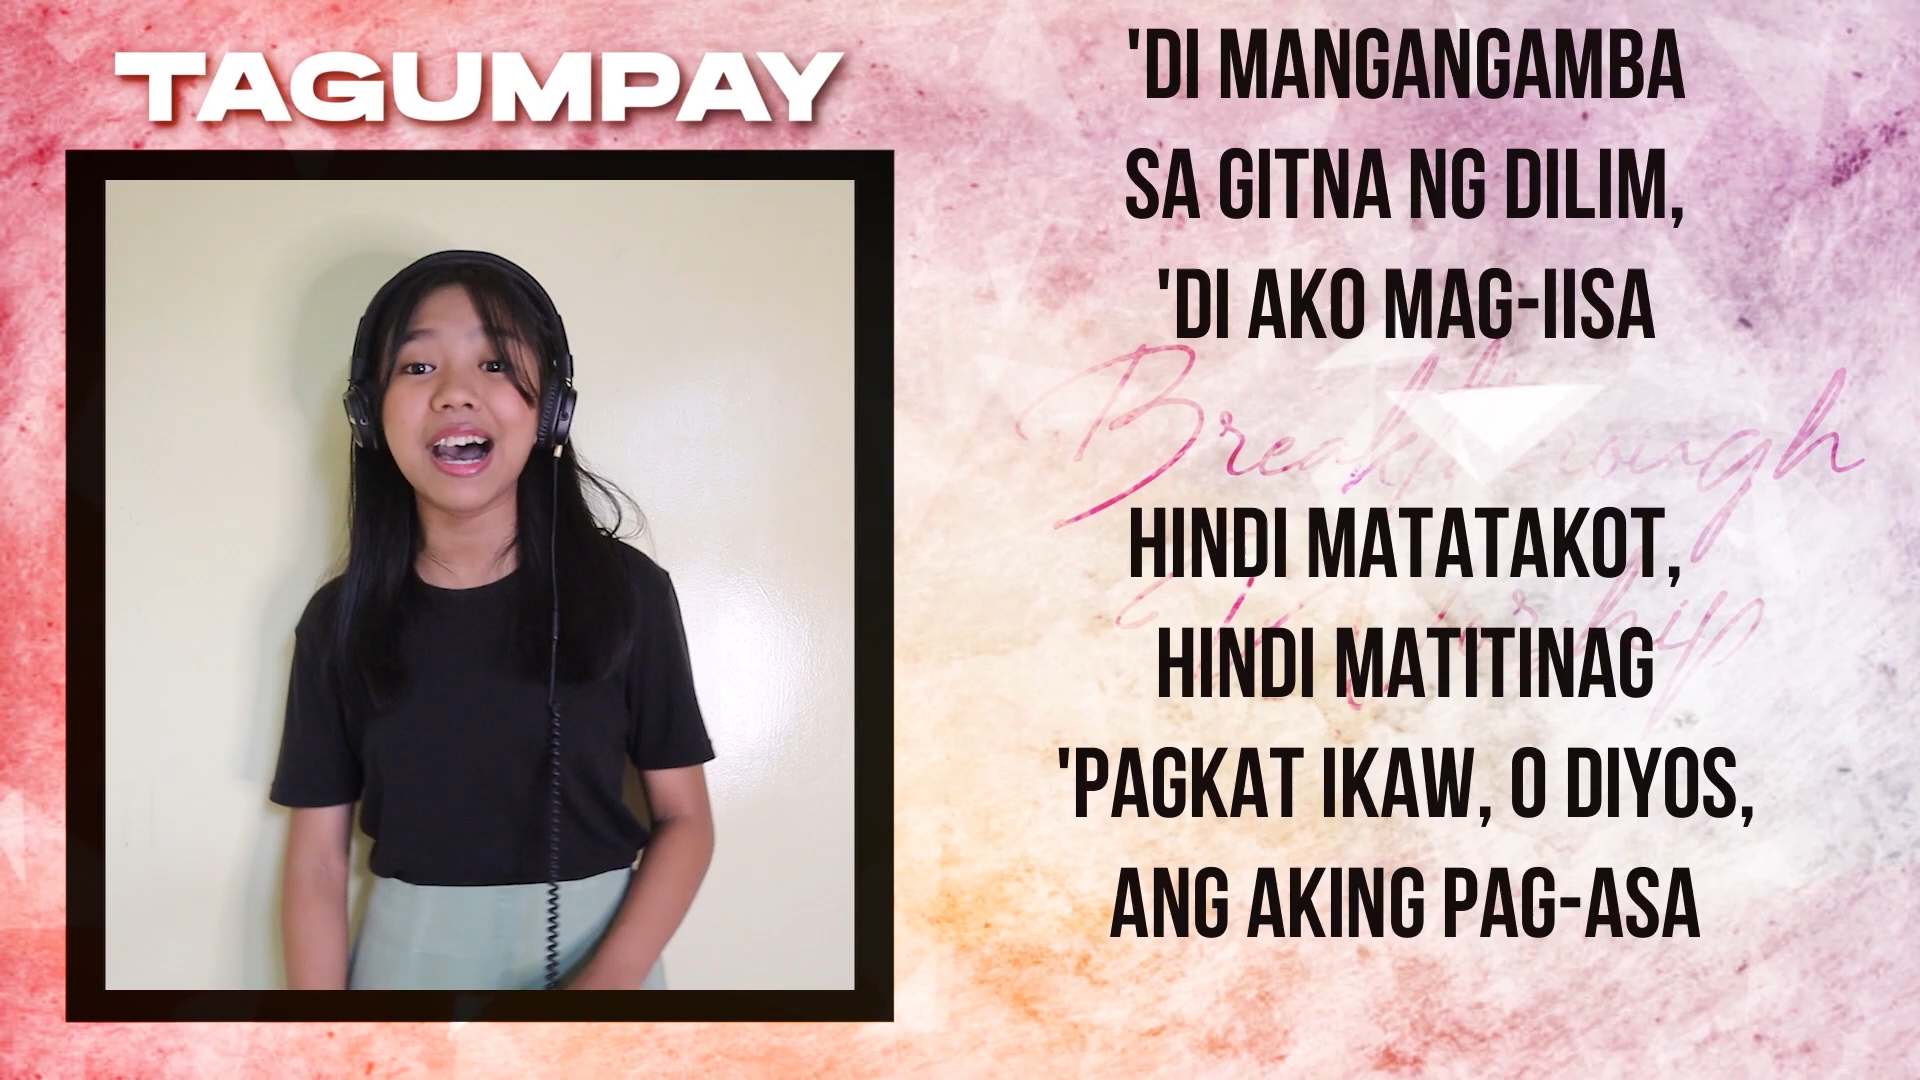 TAGUMPAY
'DI MANGANGAMBA
SA GITNA NG DILIM,
'DI AKO MAG-IISA
Breakthrough
HINDI MATATAKOT,
HINDI MATITINAG
'PAGKAT IKAW, O DIYOS,
ANG AKING PAG-ASA